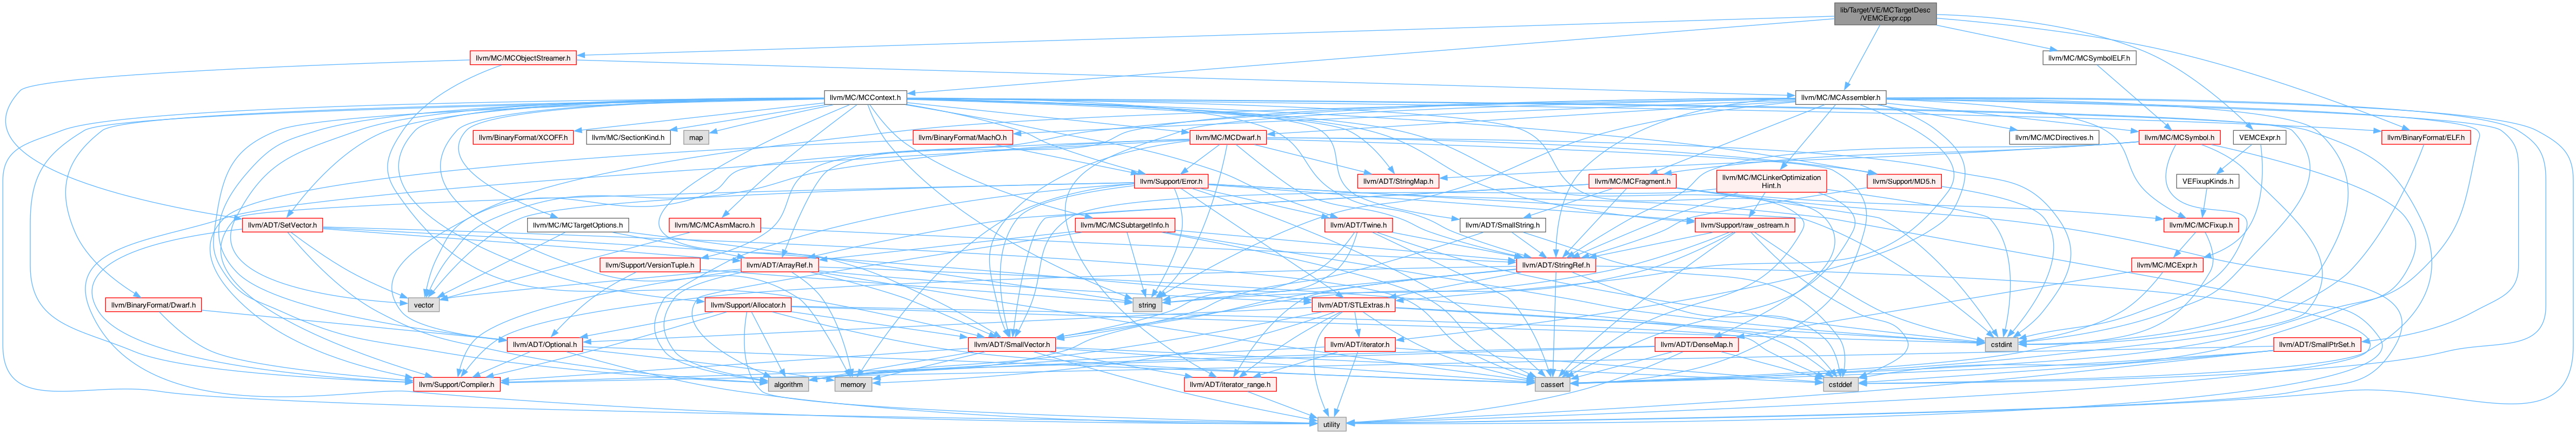 lib/Target/VE/MCTargetDesc
/VEMCExpr.cpp
llvm/MC/MCObjectStreamer.h
llvm/MC/MCSymbolELF.h
llvm/MC/MCContext.h
llvm/MC/MCAssembler.h
llvm/BinaryFormat/XCOFF.h
llvm/MC/SectionKind.h
map
llvm/BinaryFormat/MachO.h
llvm/MC/MCDwarf.h
llvm/MC/MCDirectives.h
llvm/MC/MCSymbol.h
VEMCExpr.h
llvm/BinaryFormat/ELF.h
llvm/Support/Error.h
llvm/ADT/StringMap.h
llvm/MC/MCFragment.h
llvm/MC/MCLinkerOptimization
Hint.h
llvm/Support/MD5.h
VEFixupKinds.h
llvm/ADT/SetVector.h
llvm/MC/MCTargetOptions.h
llvm/MC/MCAsmMacro.h
llvm/MC/MCSubtargetInfo.h
llvm/ADT/Twine.h
llvm/ADT/SmallString.h
llvm/Support/raw_ostream.h
llvm/MC/MCFixup.h
llvm/Support/VersionTuple.h
llvm/ADT/ArrayRef.h
llvm/ADT/StringRef.h
llvm/MC/MCExpr.h
llvm/BinaryFormat/Dwarf.h
vector
llvm/Support/Allocator.h
string
llvm/ADT/STLExtras.h
llvm/ADT/Optional.h
llvm/ADT/SmallVector.h
llvm/ADT/iterator.h
llvm/ADT/DenseMap.h
cstdint
llvm/ADT/SmallPtrSet.h
llvm/Support/Compiler.h
algorithm
memory
llvm/ADT/iterator_range.h
cassert
cstddef
utility